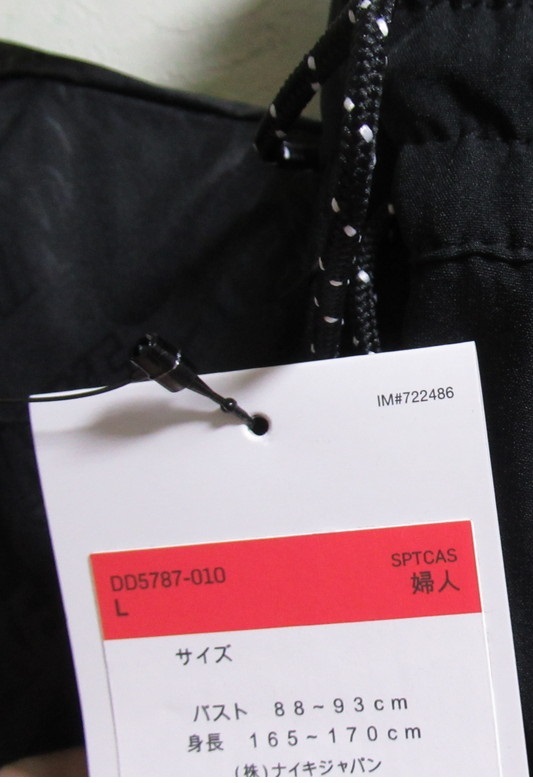 IM#722486
DD5787-010
SPTCAS
L
婦人
サイズ
バスト　88~93cm
身長　165~170cm
(株)ナイキジャパン